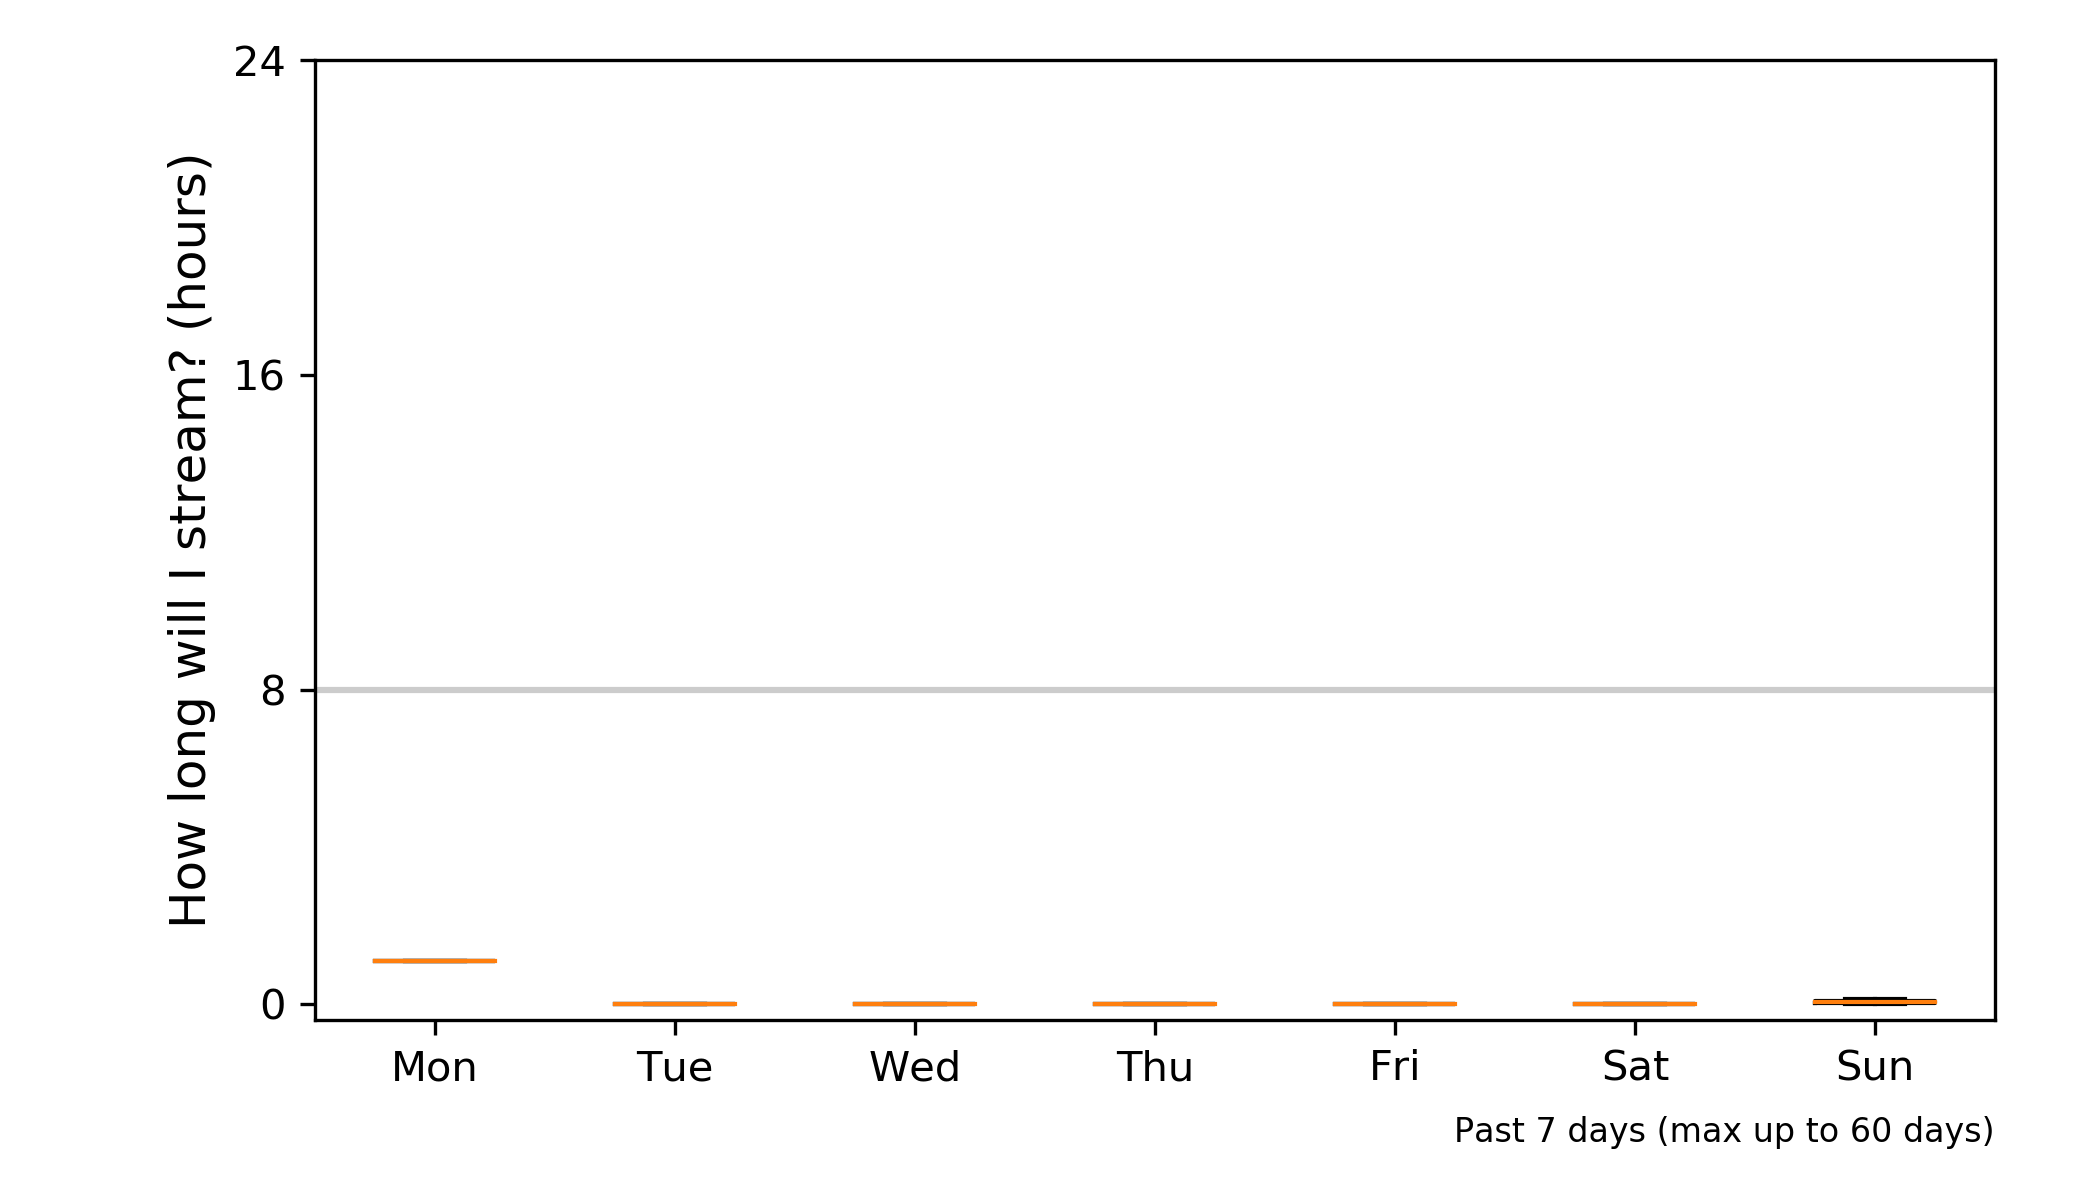 How long will I stream? (hours)
24
16
8
0
Mon Tue Wed Thu Fri Sat Sun
Past 7 days (max up to 60 days)